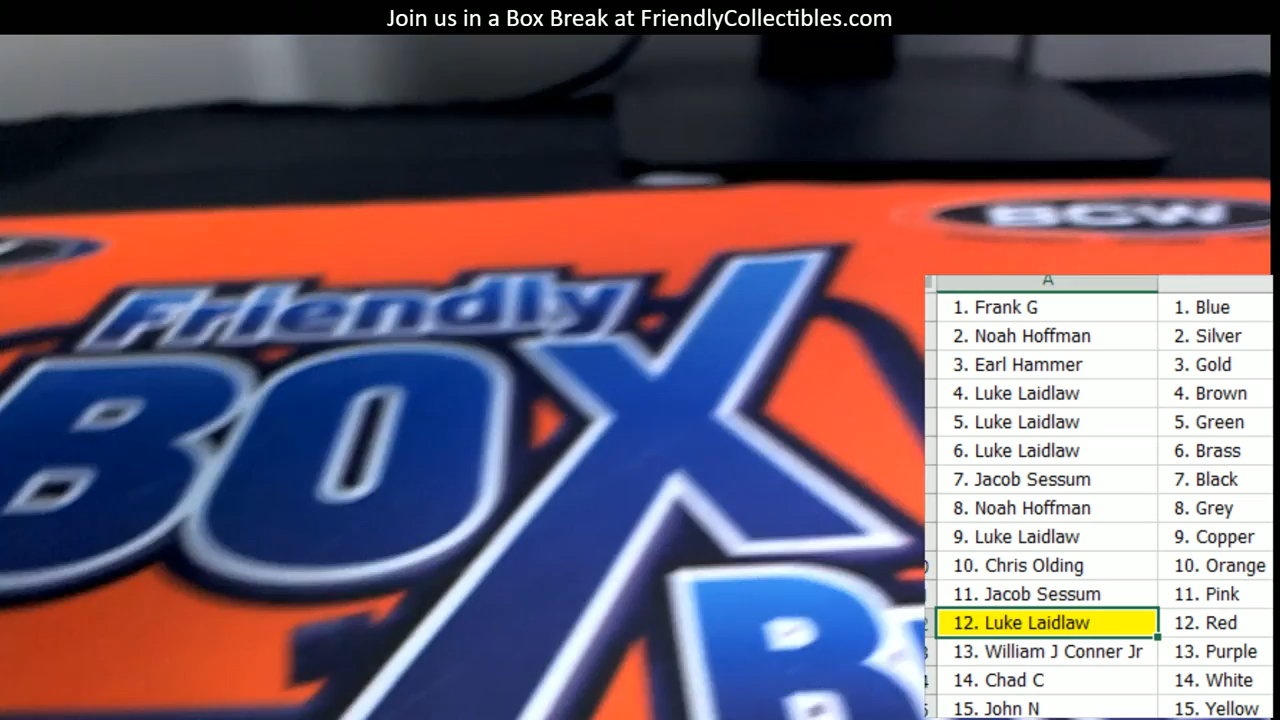 Join us in a Box Break at FriendlyCollectibles.com
BGW
Friendly
BOX
A
1. Frank G 1. Blue
2. Noah Hoffman 2. Silver
3. Earl Hammer 3. Gold
4. Luke Laidlaw 4. Brown
5. Luke Laidlaw 5. Green
6. Luke Laidlaw 6. Brass
7. Jacob Sessum 7. Black
8. Noah Hoffman 8. Grey
9. Luke Laidlaw 9. Copper
10. Chris Olding 10. Orange
11. Jacob Sessum 11. Pink
12. Luke Laidlaw 12. Red
13. William J Conner Jr 13. Purple
14. Chad C 14. White
15. John N 15. Yellow